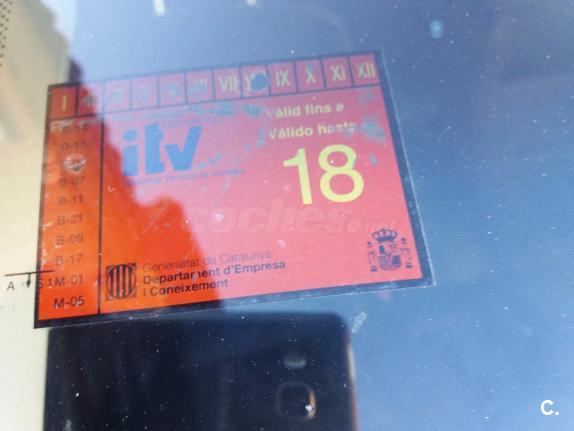 I VII IX X XI XII
Vàlid fins a
Válido hasta
itv
18
B-14
B-07
B-11
B-21
B-09
B-17
M-01
M-05
coches.net
Generalitat de Catalunya
Departament d'Empresa
i Coneixement
C.